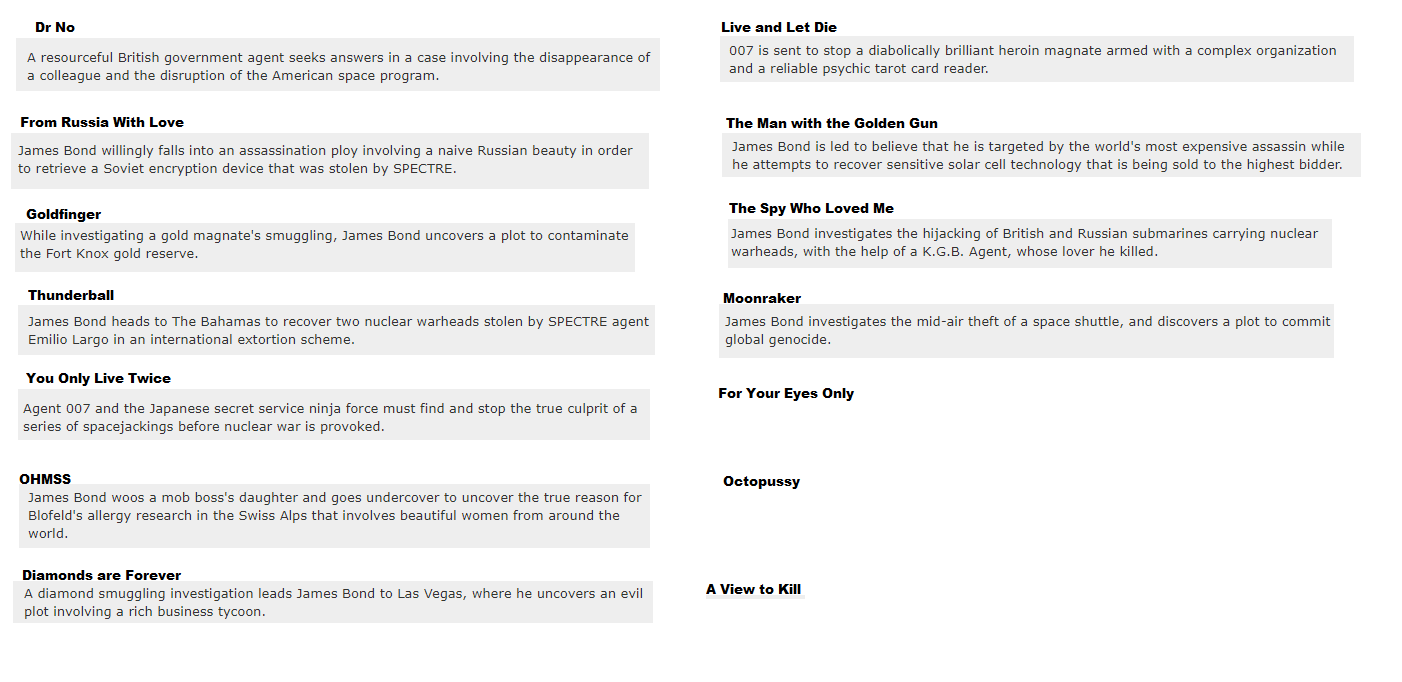 Dr No
A resourceful British government agent seeks answers in a case involving the disappearance of
a colleague and the disruption of the American space program.
From Russia With Love
James Bond willingly falls into an assassination ploy involving a naive Russian beauty in order
to retrieve a Soviet encryption device that was stolen by SPECTRE.
Goldfinger
While investigating a gold magnate's smuggling, James Bond uncovers a plot to contaminate
the Fort Knox gold reserve.
Thunderball
James Bond heads to The Bahamas to recover two nuclear warheads stolen by SPECTRE agent
Emilio Largo in an international extortion scheme.
You Only Live Twice
Agent 007 and the Japanese secret service ninja force must find and stop the true culprit of a
series of spacejackings before nuclear war is provoked.
OHMSS
James Bond woos a mob boss's daughter and goes undercover to uncover the true reason for
Blofeld's allergy research in the Swiss Alps that involves beautiful women from around the
world.
Diamonds are Forever
A diamond smuggling investigation leads James Bond to Las Vegas, where he uncovers an evil
plot involving a rich business tycoon.
Live and Let Die
007 is sent to stop a diabolically brilliant heroin magnate armed with a complex organization
and a reliable psychic tarot card reader.
The Man with the Golden Gun
James Bond is led to believe that he is targeted by the world's most expensive assassin while
he attempts to recover sensitive solar cell technology that is being sold to the highest bidder.
The Spy Who Loved Me
James Bond investigates the hijacking of British and Russian submarines carrying nuclear
warheads, with the help of a K.G.B. Agent, whose lover he killed.
Moonraker
James Bond investigates the mid-air theft of a space shuttle, and discovers a plot to commit
global genocide.
For Your Eyes Only
Octopussy
A View to Kill